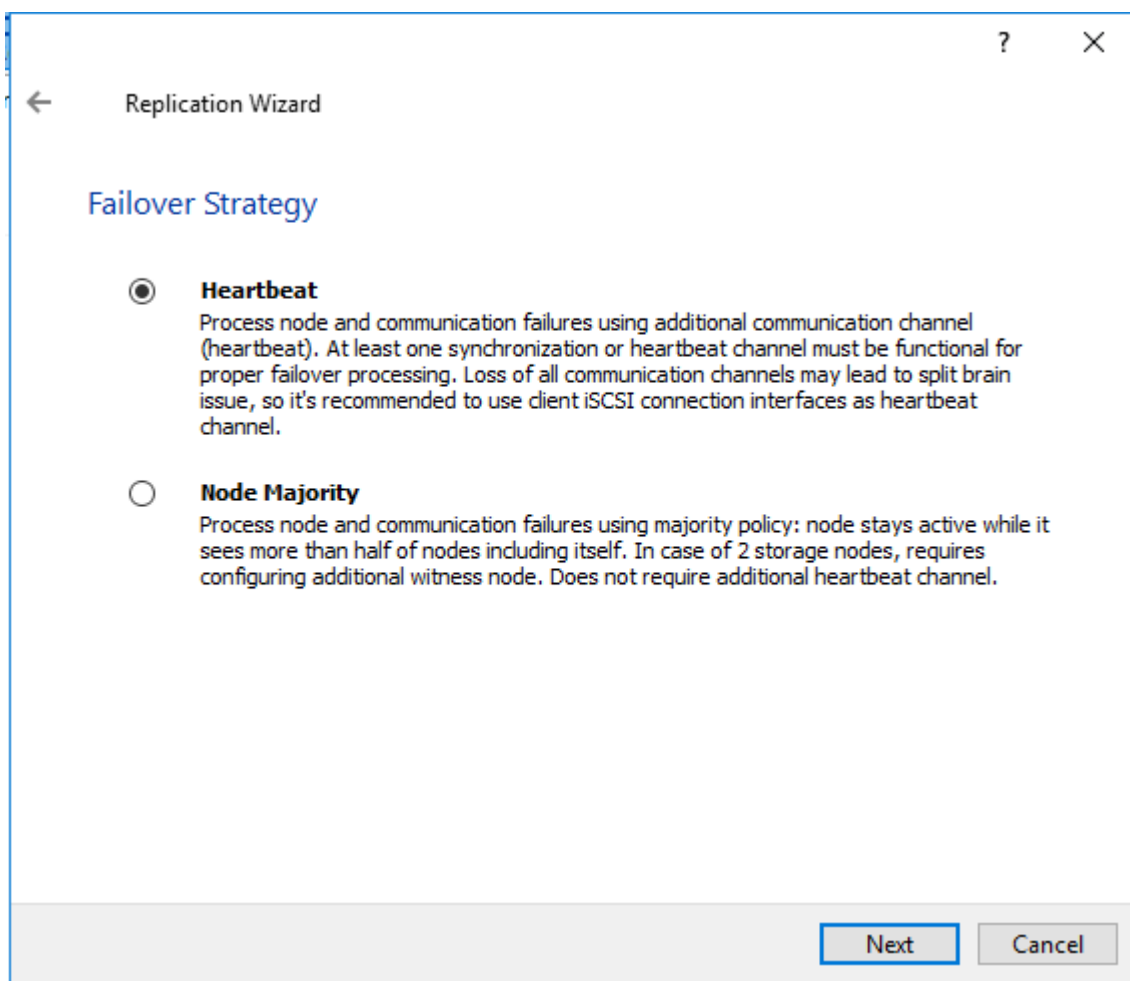 ?
Replication Wizard
Failover Strategy
Heartbeat
Process node and communication failures using additional communication channel
(heartbeat). At least one synchronization or heartbeat channel must be functional for
proper failover processing. Loss of all communication channels may lead to split brain
issue, so it's recommended to use client iSCSI connection interfaces as heartbeat
channel.
Node Majority
Process node and communication failures using majority policy: node stays active while it
sees more than half of nodes including itself. In case of 2 storage nodes, requires
configuring additional witness node. Does not require additional heartbeat channel.
Next
Cancel